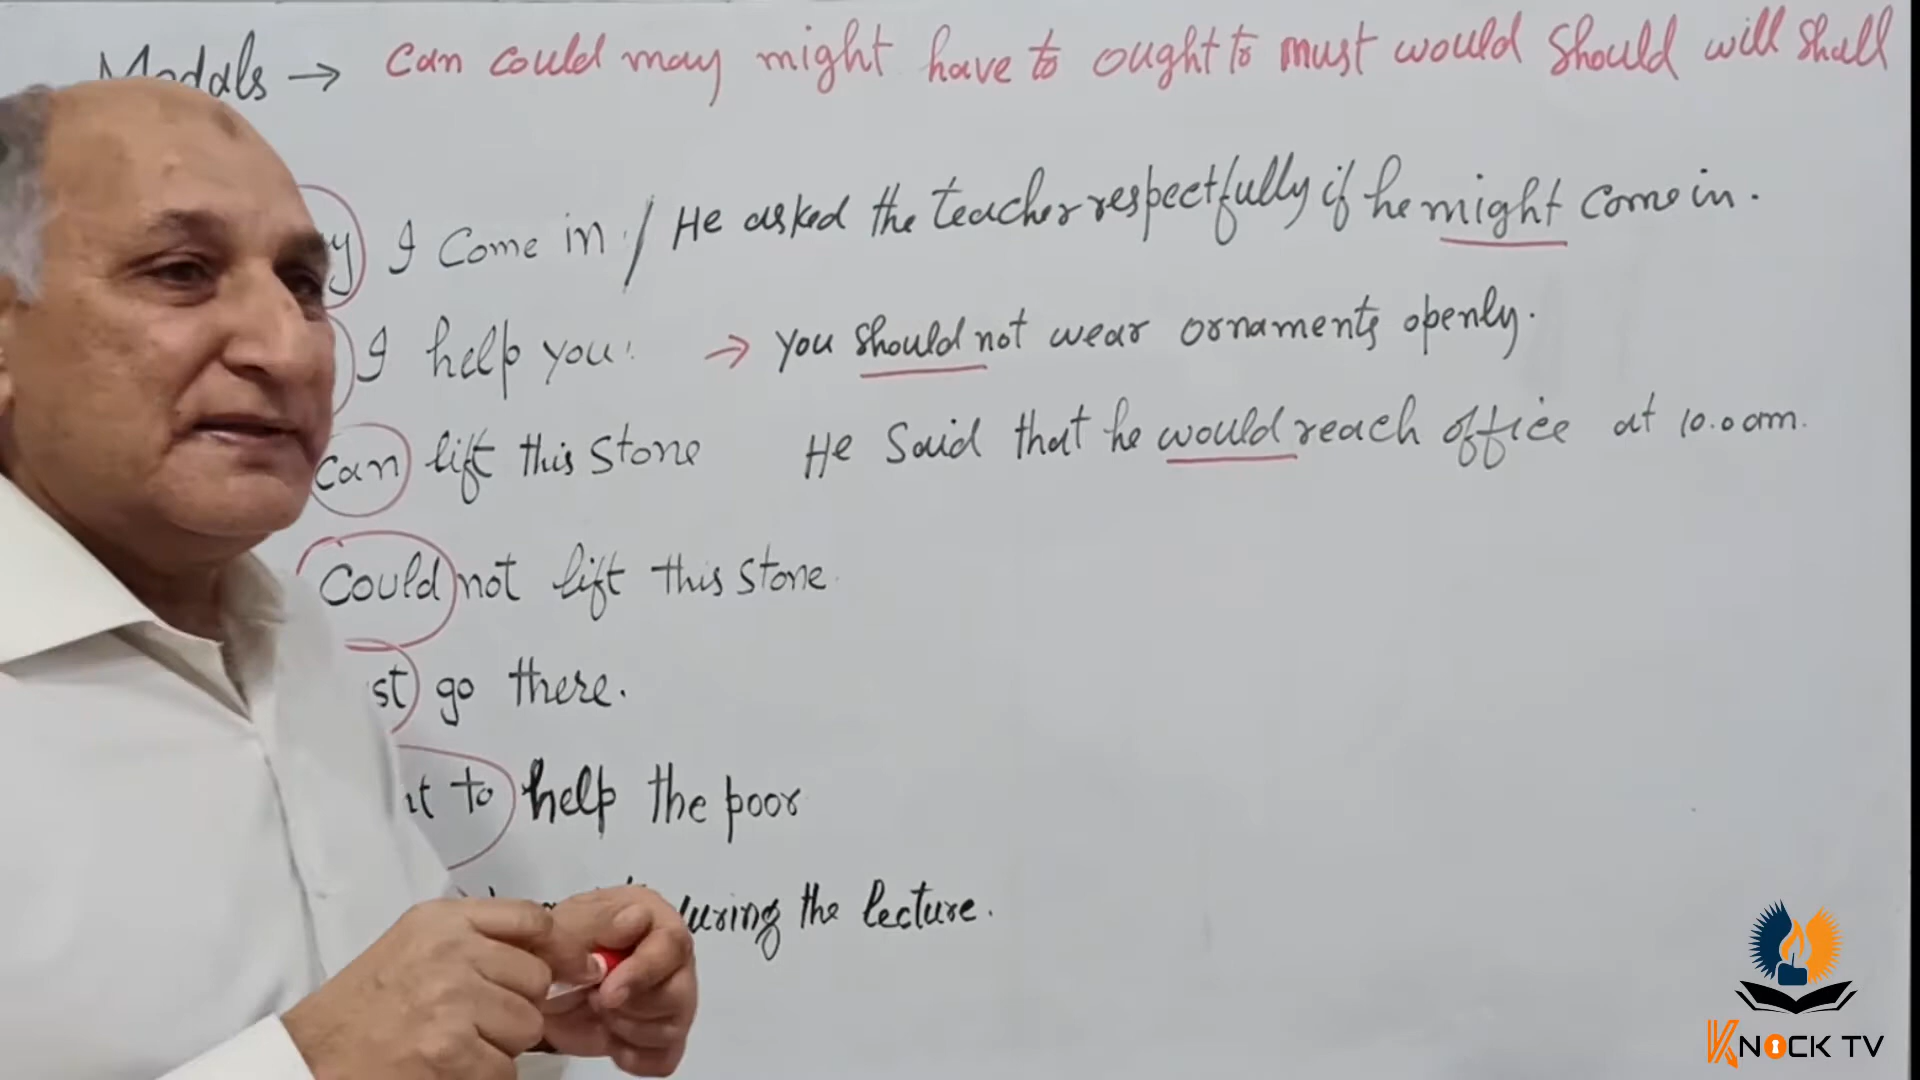 Modals → can could may might have to ought to must would should will shall
I come in / He asked the teacher respectfully if he might come in.
I help you. → you should not wear ornaments openly.
can lift this stone He said that he would reach office at 10.0 am.
could not lift this stone
go there.
to help the poor
during the lecture.
KNOCK TV